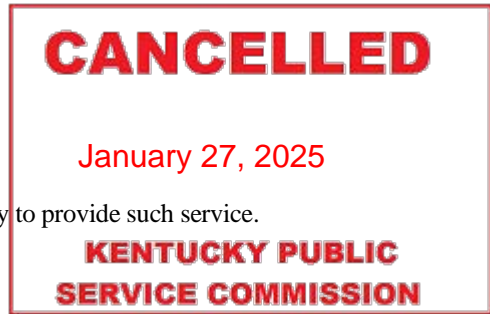 CANCELLED
January 27, 2025
to provide such service.
KENTUCKY PUBLIC
SERVICE COMMISSION